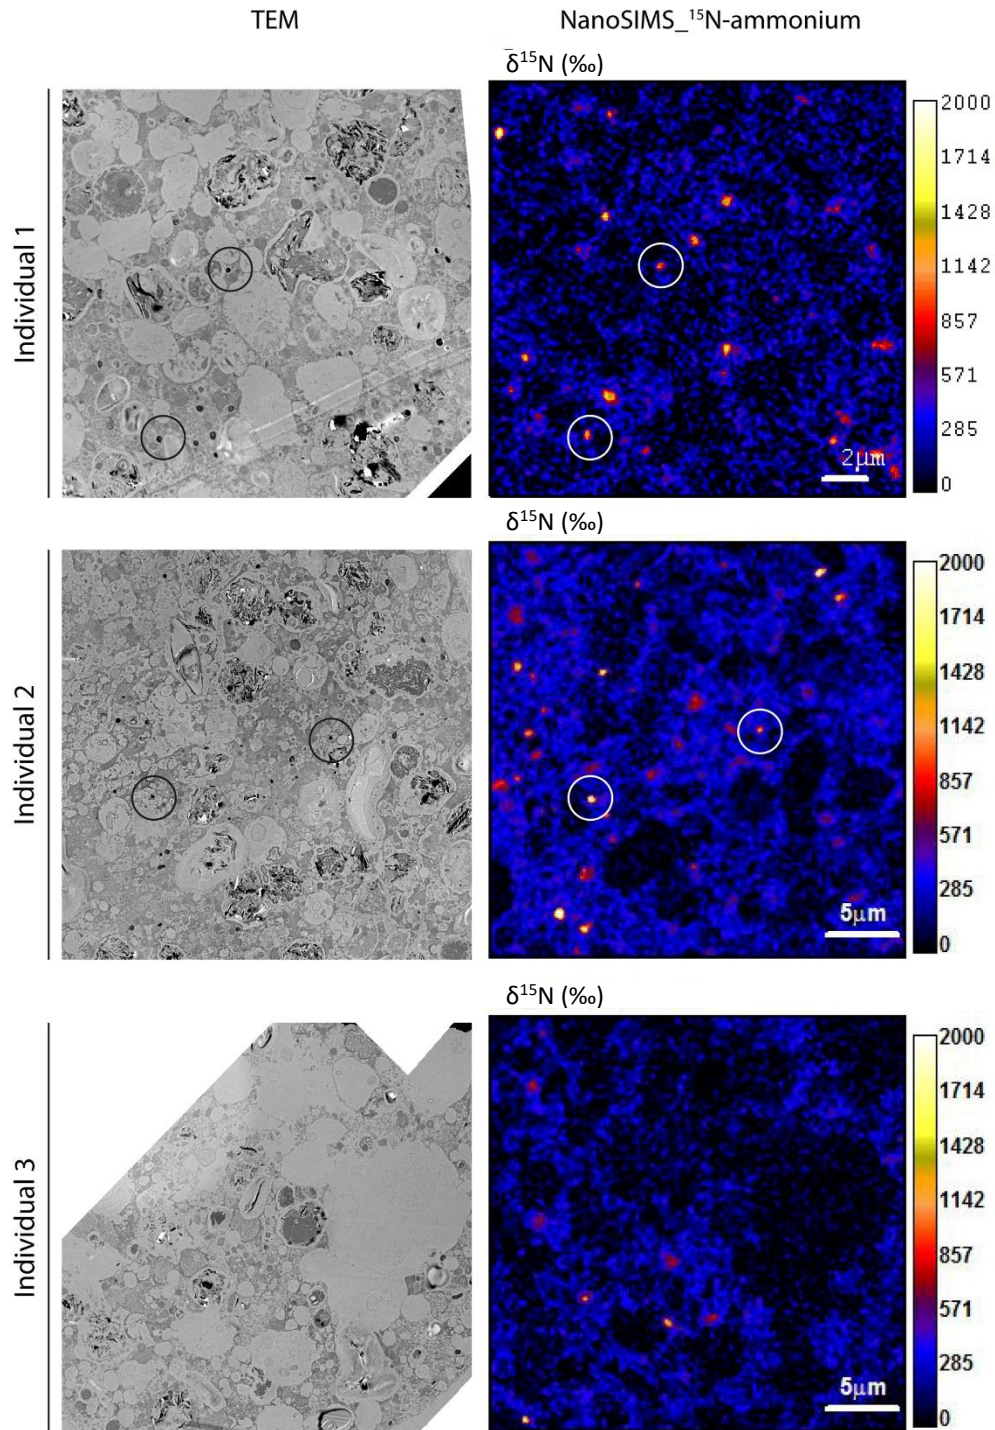 TEM
NanoSIMS_¹⁵N-ammonium
δ¹⁵N (‰)
Individual 1
2000
1714
1428
1142
857
571
285
0
2μm
δ¹⁵N (‰)
Individual 2
2000
1714
1428
1142
857
571
285
0
5μm
δ¹⁵N (‰)
Individual 3
2000
1714
1428
1142
857
571
285
0
5μm